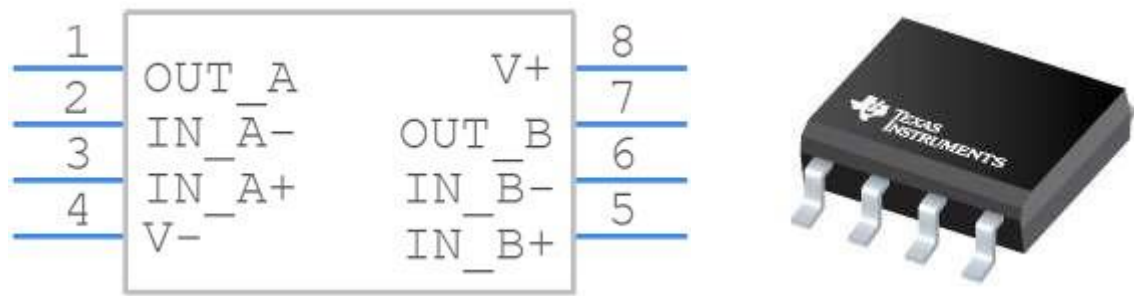 1 OUT_A
2 IN_A-
3 IN_A+
4 V-
V+ 8
OUT_B 7
IN_B- 6
IN_B+ 5
TEXAS
INSTRUMENTS